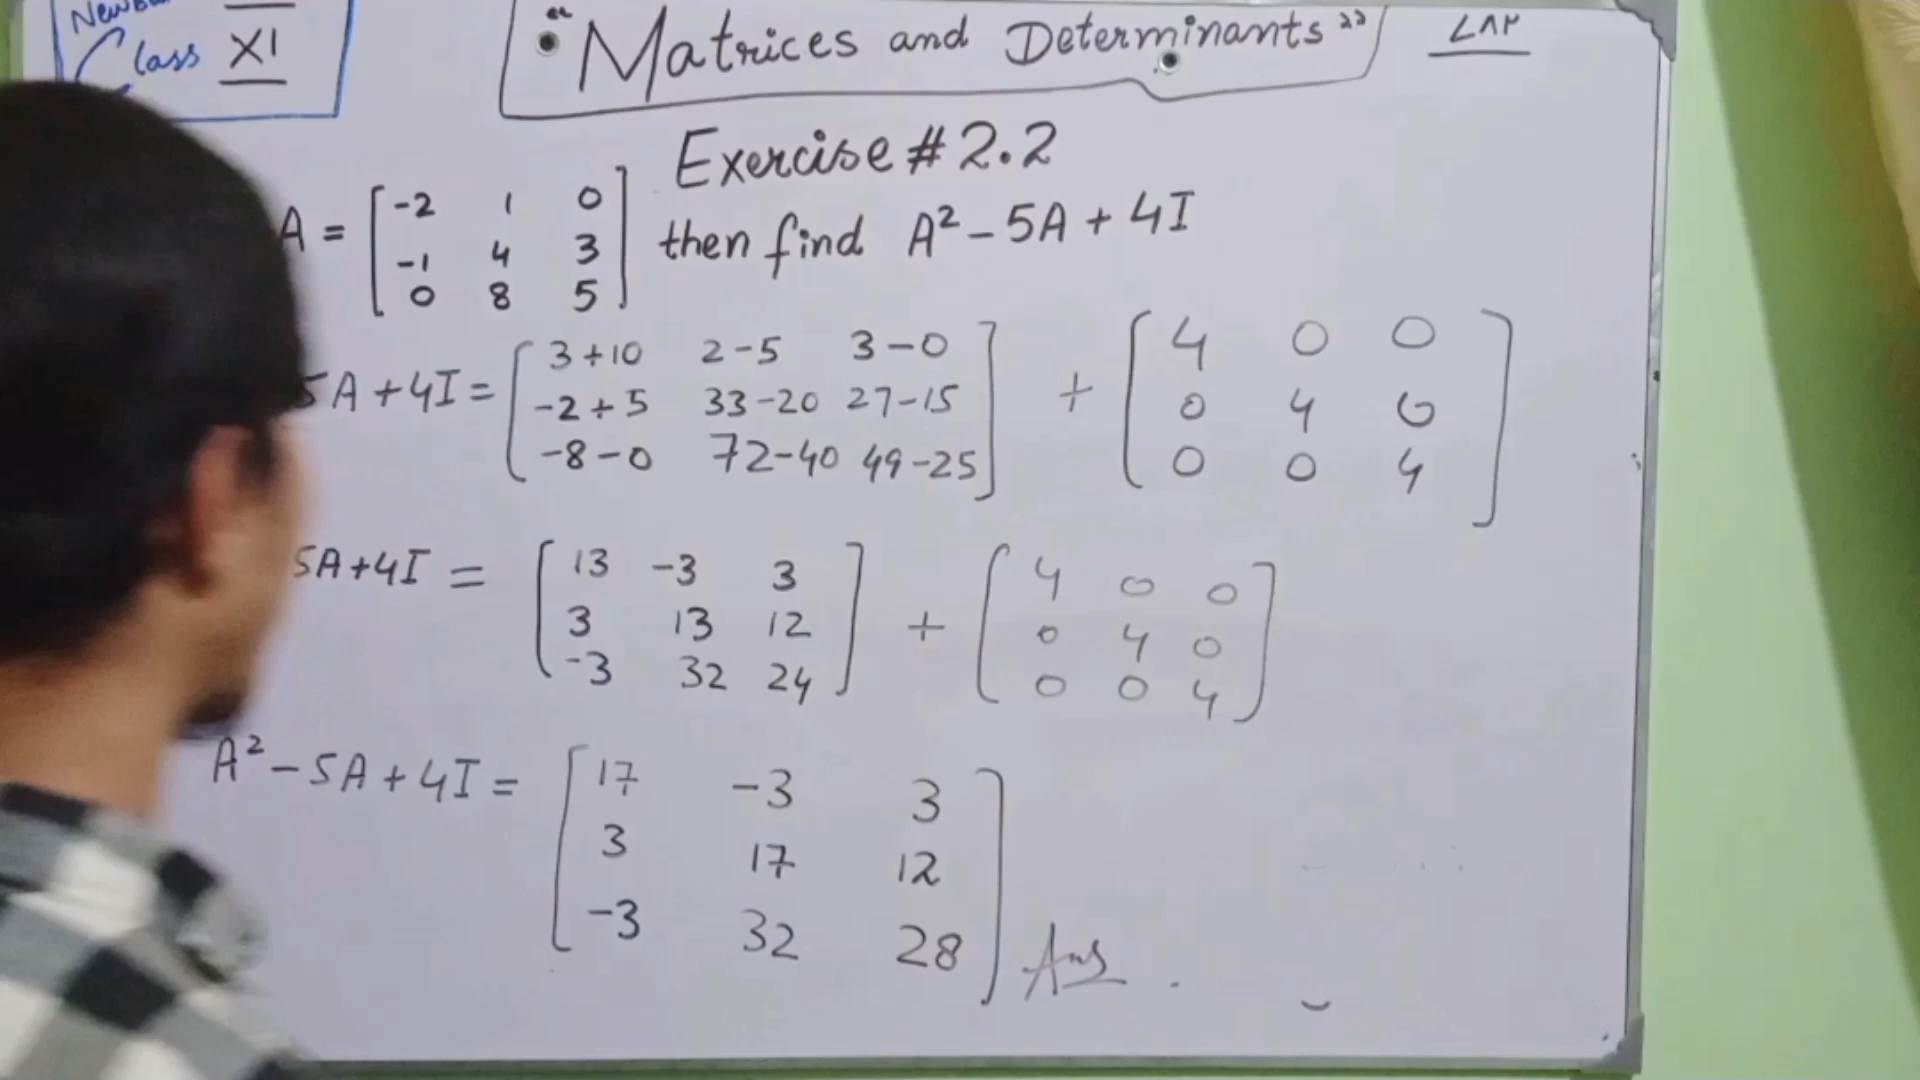 Class XI
"Matrices and Determinants"
Exercise # 2.2
A = [-2 1 0
-1 4 3
0 8 5] then find A² - 5A + 4I
5A + 4I = [3+10 2-5 3-0
-2+5 33-20 27-15
-8-0 72-40 49-25] + [4 0 0
0 4 0
0 0 4]
5A+4I = [13 -3 3
3 13 12
-3 32 24] + [4 0 0
0 4 0
0 0 4]
A² - 5A + 4I = [17 -3 3
3 17 12
-3 32 28] Ans.